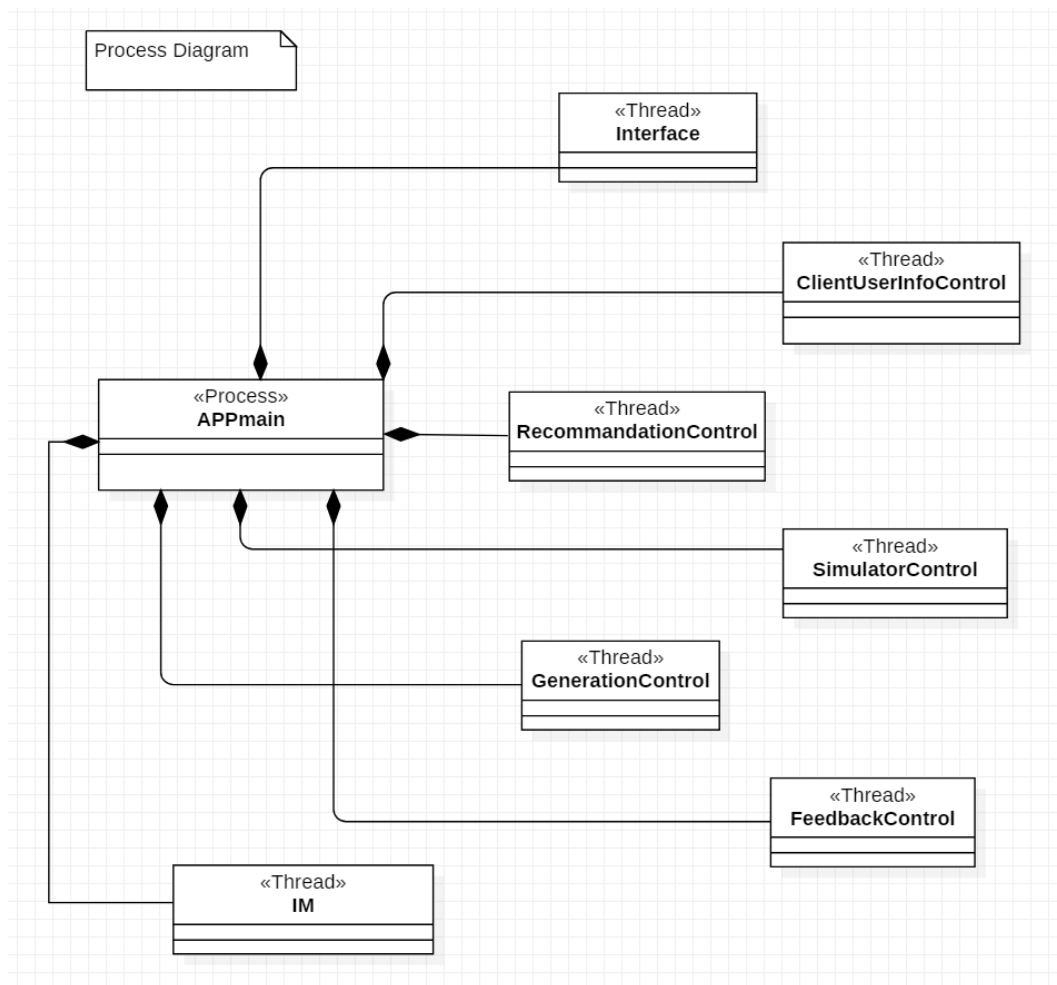 Process Diagram
«Thread»
Interface
«Thread»
ClientUserInfoControl
«Process»
APPmain
«Thread»
RecommandationControl
«Thread»
SimulatorControl
«Thread»
GenerationControl
«Thread»
FeedbackControl
«Thread»
IM